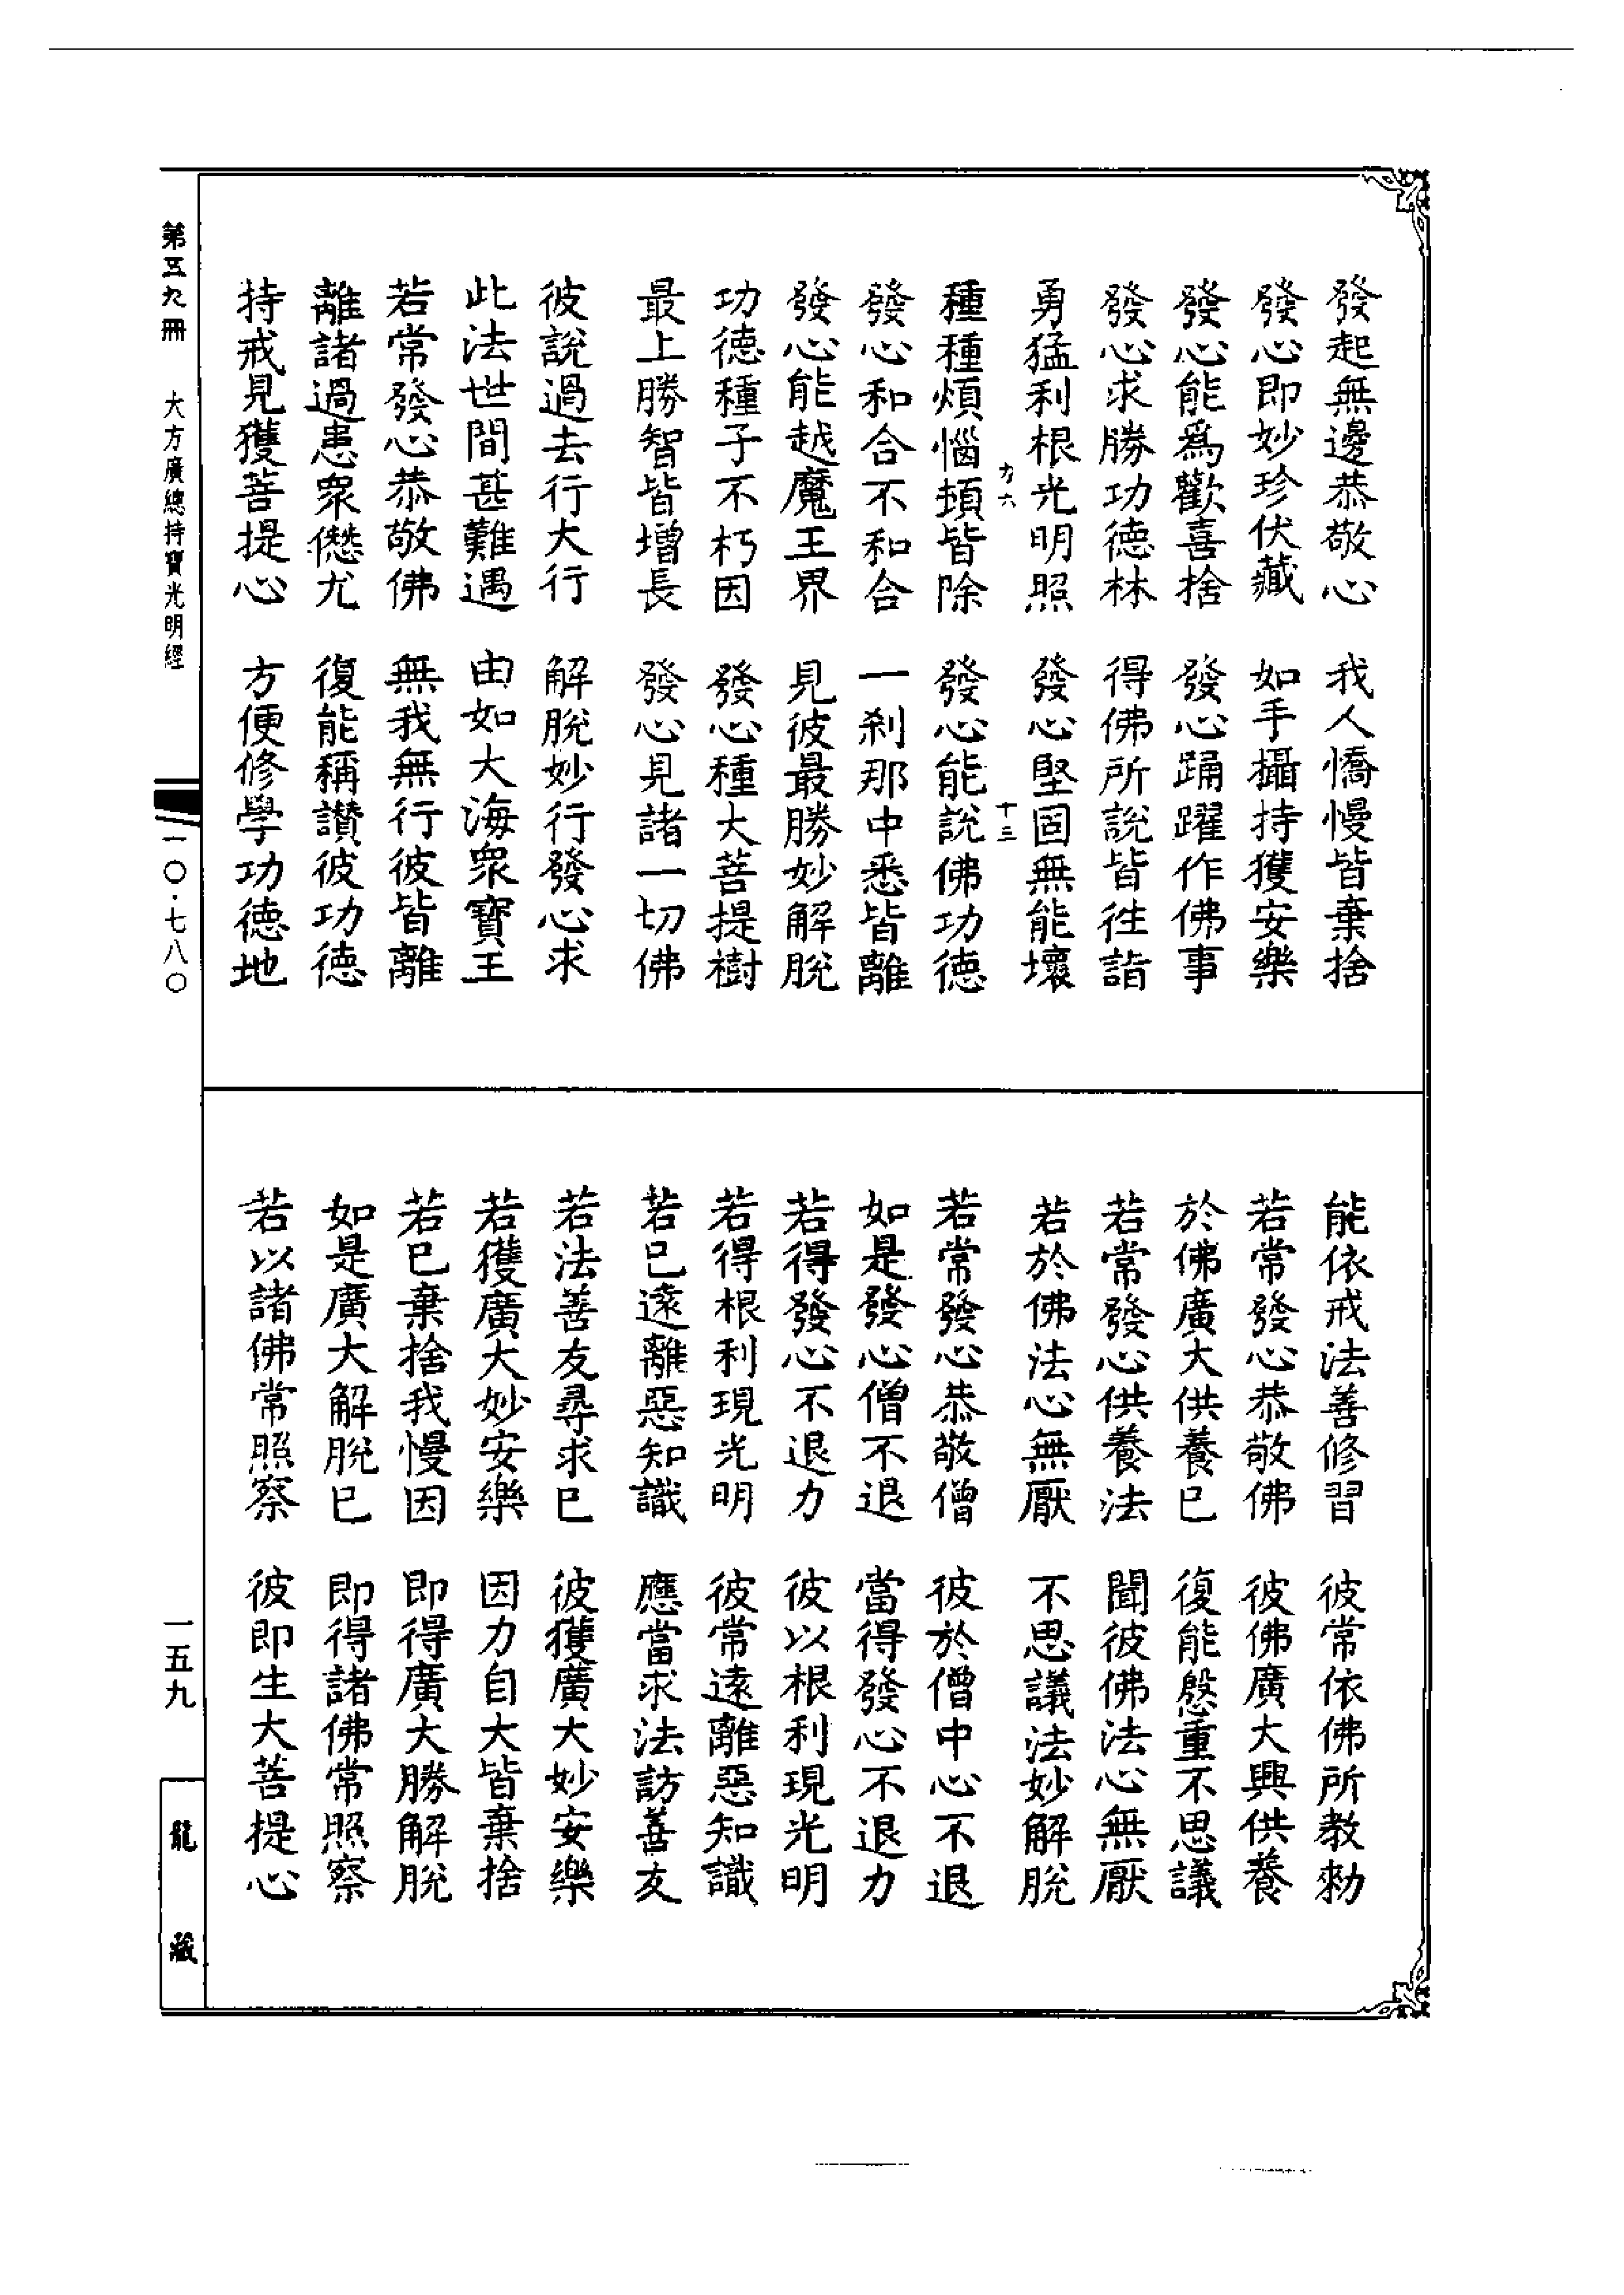 發起無邊恭敬心　我人憍慢皆棄捨
發心即妙珍伏藏　如手攝持獲安樂
發心能爲歡喜捨　發心踊躍作佛事
發心求勝功德林　得佛所說皆徃詣
勇猛利根光明照　發心堅固無能壞
力六　十三
種種煩惱頓皆除　發心能說佛功德
發心和合不和合　一刹那中悉皆離
發心能越魔王界　見彼最勝妙解脫
功德種子不朽因　發心種大菩提樹
最上勝智皆增長　發心見諸一切佛
彼說過去行大行　解脫妙行發心求
此法世間甚難遇　由如大海眾寶王
若常發心恭敬佛　無我無行彼皆離
離諸過患眾僁尤　復能稱讚彼功德
持戒見獲菩提心　方便修學功德地
能依戒法善修習　彼常依佛所教勑
若常發心恭敬佛　彼佛廣大興供養
於佛廣大供養已　復能慇重不思議
若常發心供養法　聞彼佛法心無厭
若於佛法心無厭　不思議法妙解脫
若常發心恭敬僧　彼於僧中心不退
如是發心僧不退　當得發心不退力
若得發心不退力　彼以根利現光明
若得根利現光明　彼常遠離惡知識
若已遠離惡知識　應當求法訪善友
若法善友尋求已　彼獲廣大妙安樂
若獲廣大妙安樂　因力自大皆棄捨
若已棄捨我慢因　即得廣大勝解脫
如是廣大解脫已　即得諸佛常照察
若以諸佛常照察　彼即生大菩提心
第五九冊　大方廣總持寶光明經　一〇·七八〇
一五九
龍藏